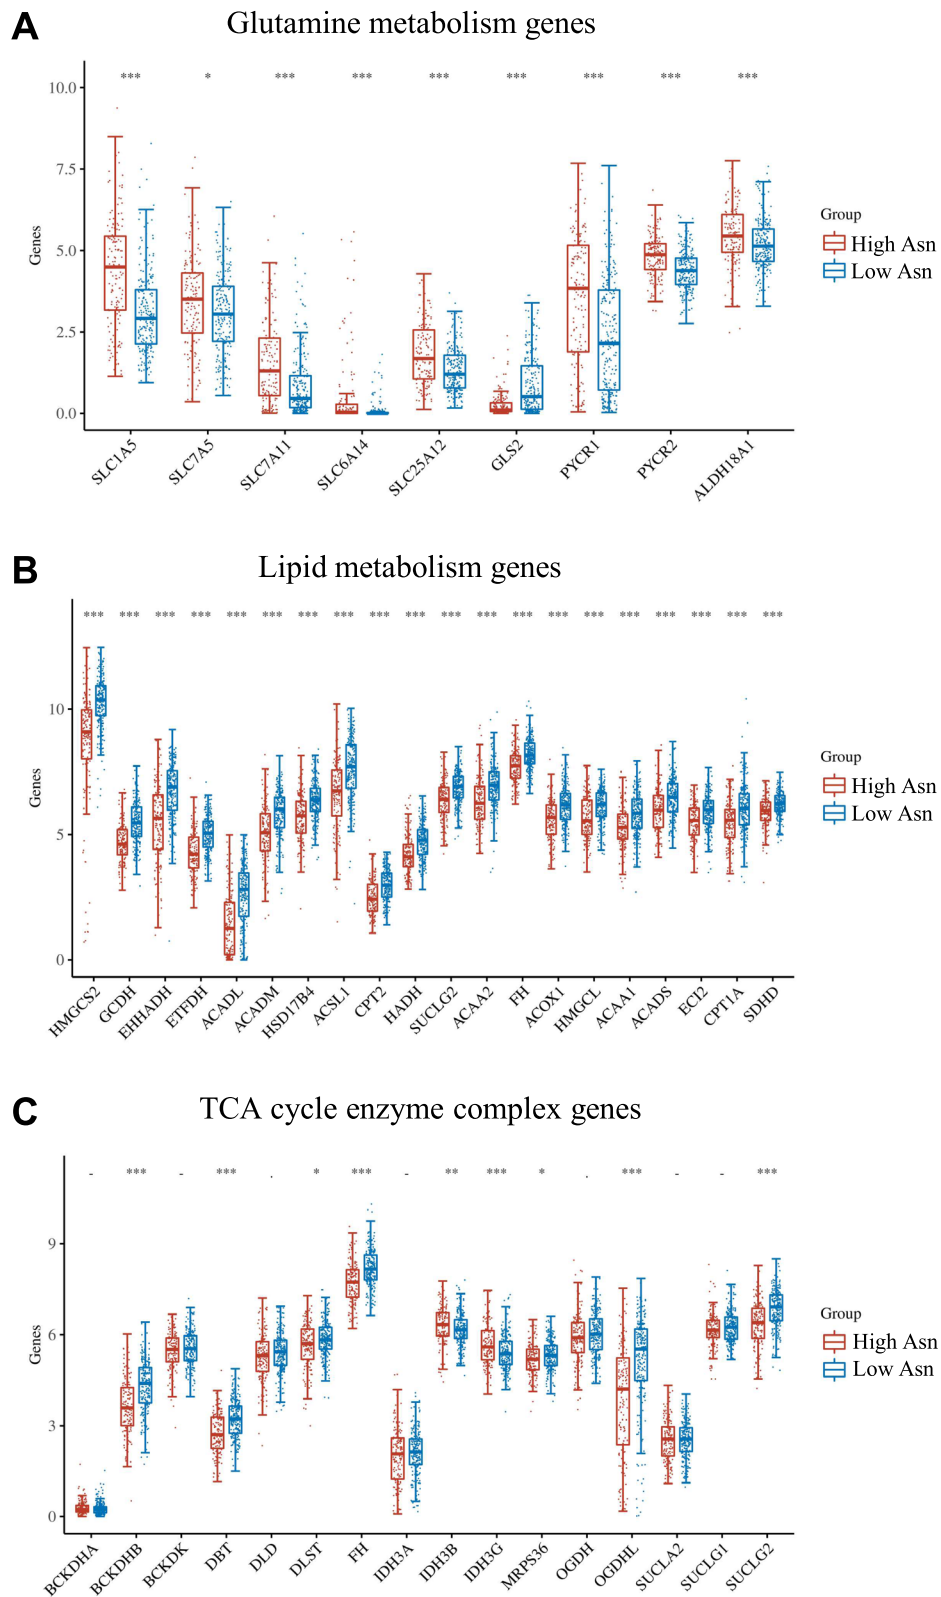 A
Glutamine metabolism genes
*** * *** *** *** *** *** *** ***
10.0
7.5
5.0
2.5
0.0
Genes
SLC1A5 SLC7A5 SLC7A11 SLC6A14 SLC25A12 GLS2 PYCR1 PYCR2 ALDH18A1
Group
High Asn
Low Asn
B
Lipid metabolism genes
*** *** *** *** *** *** *** *** *** *** *** *** *** *** *** *** *** *** *** ***
10
5
0
Genes
HMGCS2 GCDH EHHADH ETFDH ACADL ACADM HSD17B4 ACSL1 CPT2 HADH SUCLG2 ACAA2 FH ACOX1 HMGCL ACAA1 ACADS ECI2 CPT1A SDHD
Group
High Asn
Low Asn
C
TCA cycle enzyme complex genes
- *** - *** . * *** - ** *** * . *** - - ***
9
6
3
0
Genes
BCKDHA BCKDHB BCKDK DBT DLD DLST FH IDH3A IDH3B IDH3G MRPS36 OGDH OGDHL SUCLA2 SUCLG1 SUCLG2
Group
High Asn
Low Asn